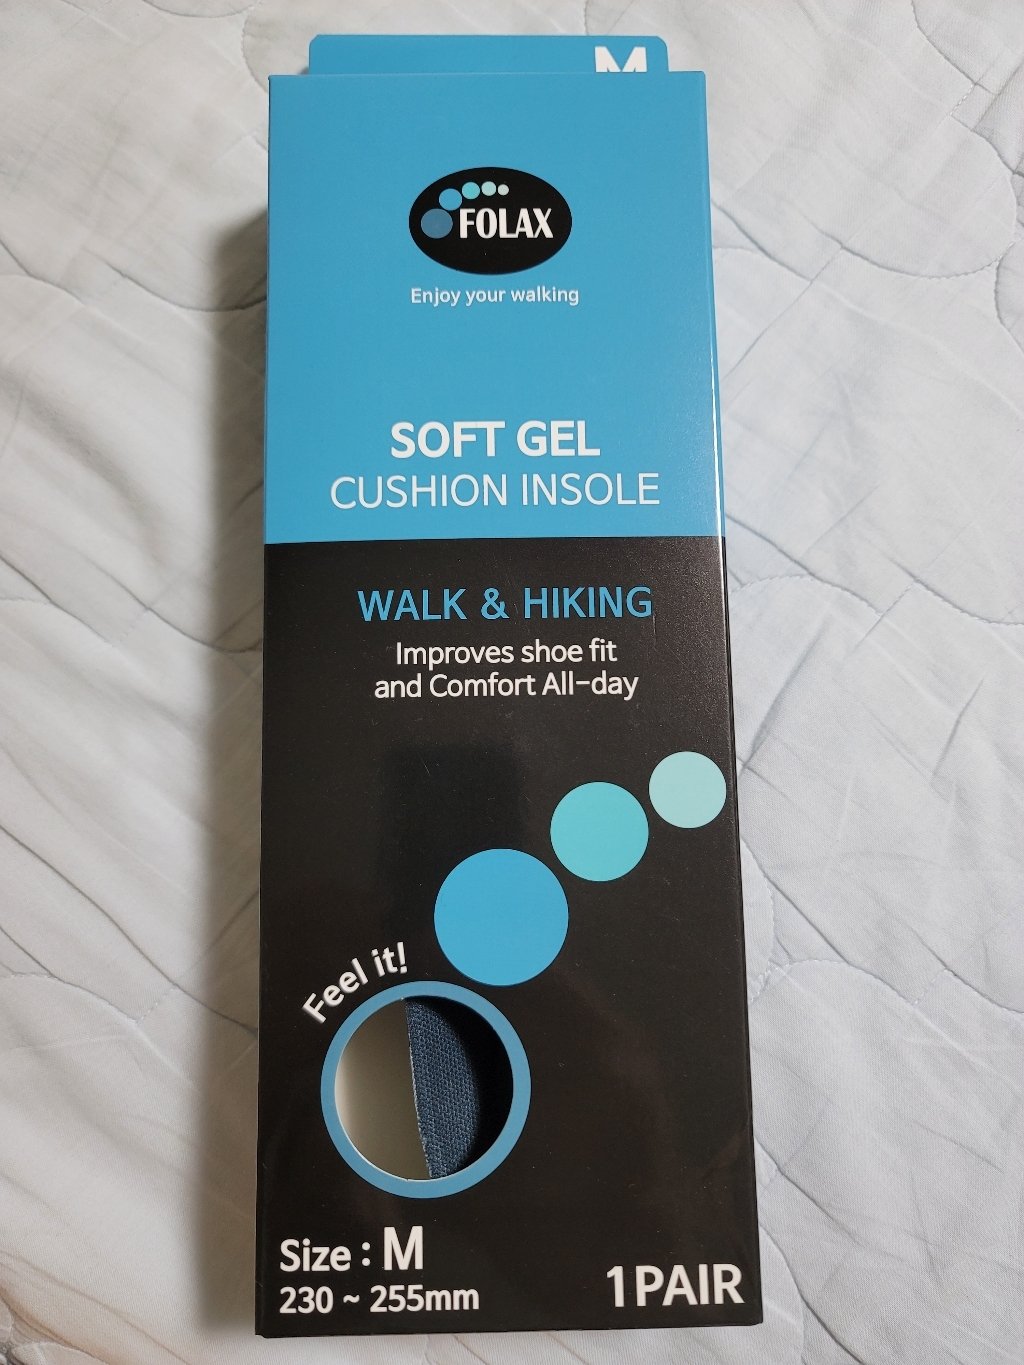 M
FOLAX
Enjoy your walking
SOFT GEL
CUSHION INSOLE
WALK & HIKING
Improves shoe fit
and Comfort All-day
Feel it!
Size : M
230 ~ 255mm
1PAIR